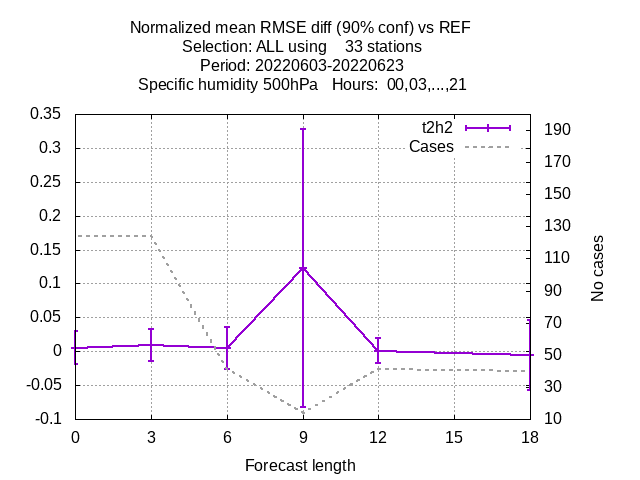 Normalized mean RMSE diff (90% conf) vs REF
Selection: ALL using    33 stations
Period: 20220603-20220623
Specific humidity 500hPa   Hours:  00,03,...,21
t2h2
Cases
0.35
0.3
0.25
0.2
0.15
0.1
0.05
0
-0.05
-0.1
190
170
150
130
110
90
70
50
30
10
No cases
0 3 6 9 12 15 18
Forecast length